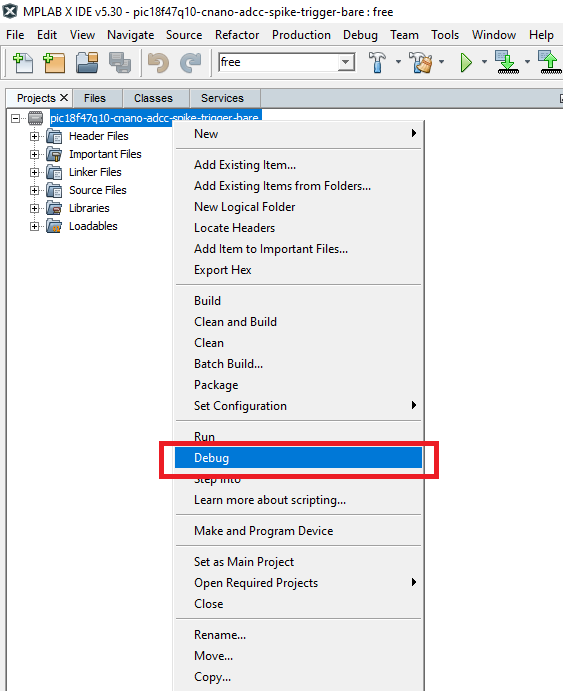 MPLAB X IDE v5.30 - pic18f47q10-cnano-adcc-spike-trigger-bare : free
File Edit View Navigate Source Refactor Production Debug Team Tools Window Help
free
Projects Files Classes Services
pic18f47q10-cnano-adcc-spike-trigger-bare
Header Files
Important Files
Linker Files
Source Files
Libraries
Loadables
New
Add Existing Item...
Add Existing Items from Folders...
New Logical Folder
Locate Headers
Add Item to Important Files...
Export Hex
Build
Clean and Build
Clean
Batch Build...
Package
Set Configuration
Run
Debug
Step Into
Learn more about scripting...
Make and Program Device
Set as Main Project
Open Required Projects
Close
Rename...
Move...
Copy...